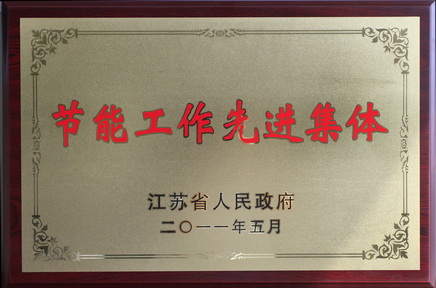 节能工作先进集体
江苏省人民政府
二〇一一年五月